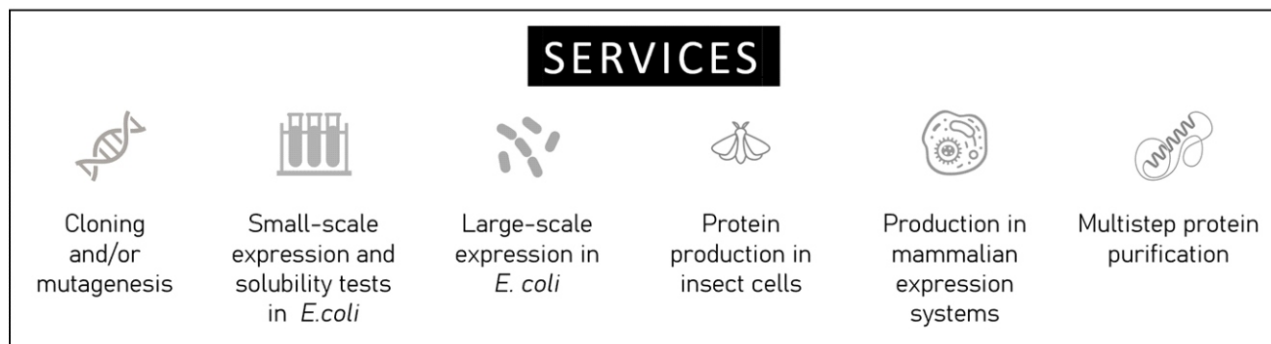 SERVICES
Cloning
and/or
mutagenesis
Small-scale
expression and
solubility tests
in E.coli
Large-scale
expression in
E. coli
Protein
production in
insect cells
Production in
mammalian
expression
systems
Multistep protein
purification